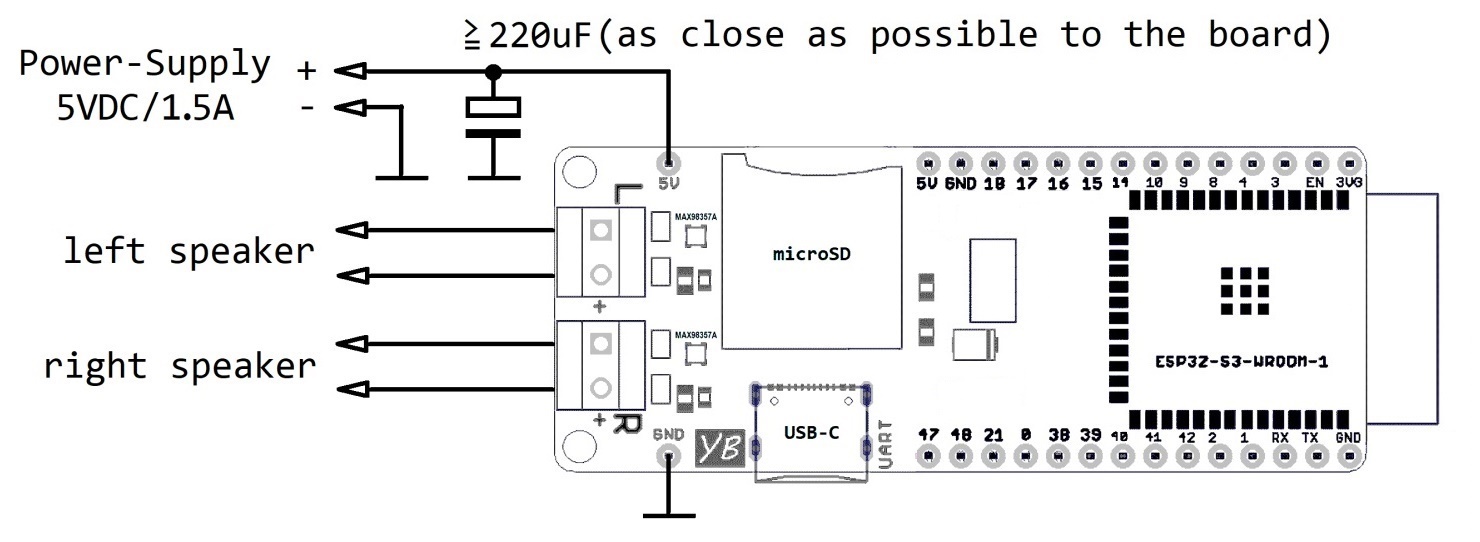 ≧220uF(as close as possible to the board)
Power-Supply +
5VDC/1.5A -
5V
5V GND 18 17 16 15 14 10 9 8 4 3 EN 3V3
L
MAX98357A
left speaker
microSD
+
MAX98357A
right speaker
ESP32-S3-WROOM-1
+
R
GND
YB
USB-C
UART
47 48 21 0 38 39 40 41 42 2 1 RX TX GND